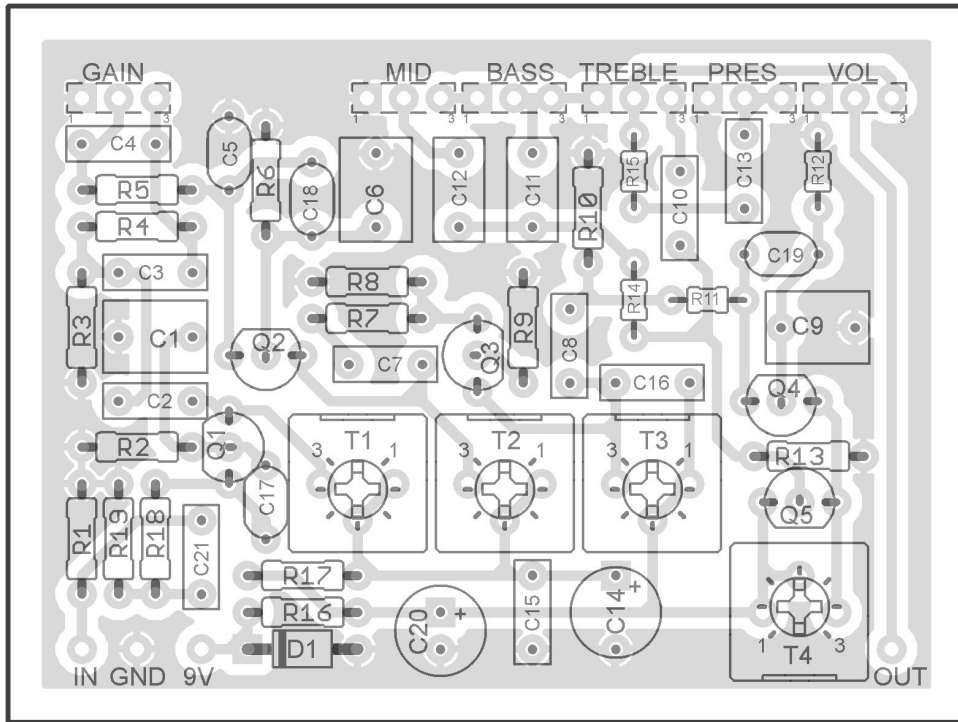 GAIN MID BASS TREBLE PRES VOL
1 3 1 3 1 3 1 3 1 3 1 3
C4 C5 R6 C18 C6 C12 C11 R10 R15 C10 C13 R12
R5
R4
C3 R8 R9 R14 R11 C19
R3 C1 Q2 R7 Q3 C8 C9
C7 C16 Q4
C2
R2 Q1 T1 T2 T3 R13
3 1 3 1 3 1
R1 R19 R18 C17 C21 Q5
R17
R16 C20 + C15 C14 +
D1 1 3
T4
IN GND 9V OUT